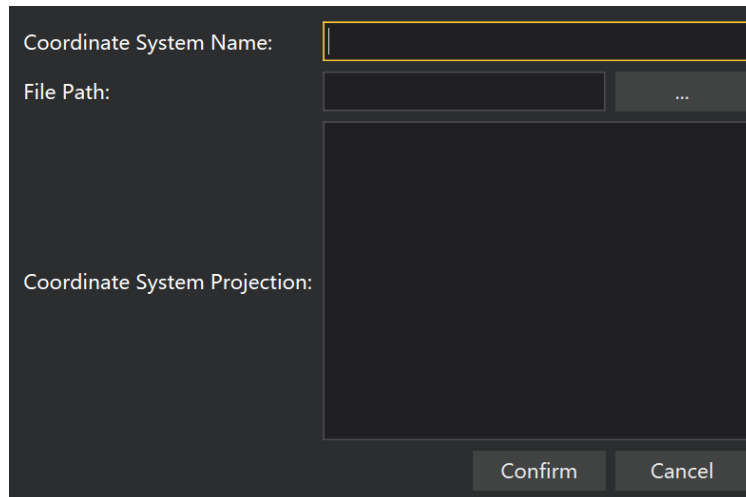 Coordinate System Name:
File Path:
...
Coordinate System Projection:
Confirm Cancel